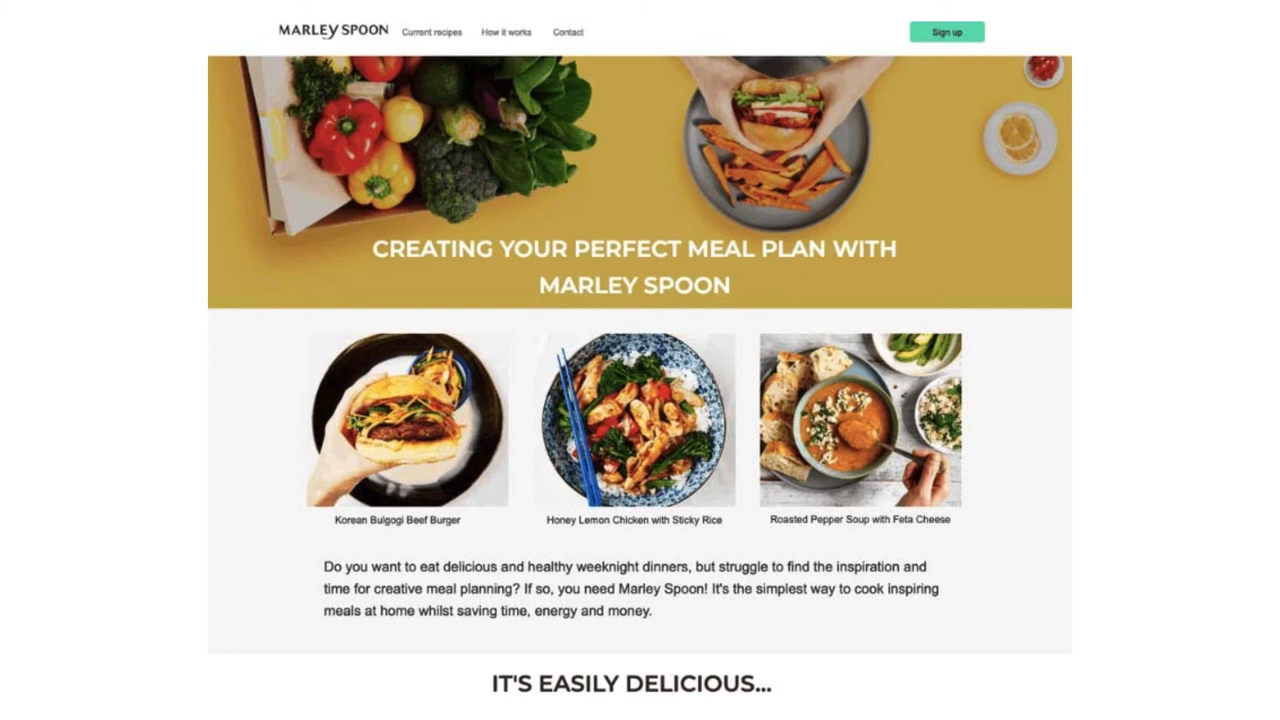 MARLEY SPOON
Current recipes
How it works
Contact
Sign up
CREATING YOUR PERFECT MEAL PLAN WITH
MARLEY SPOON
Korean Bulgogi Beef Burger
Honey Lemon Chicken with Sticky Rice
Roasted Pepper Soup with Feta Cheese
Do you want to eat delicious and healthy weeknight dinners, but struggle to find the inspiration and
time for creative meal planning? If so, you need Marley Spoon! It's the simplest way to cook inspiring
meals at home whilst saving time, energy and money.
IT'S EASILY DELICIOUS...